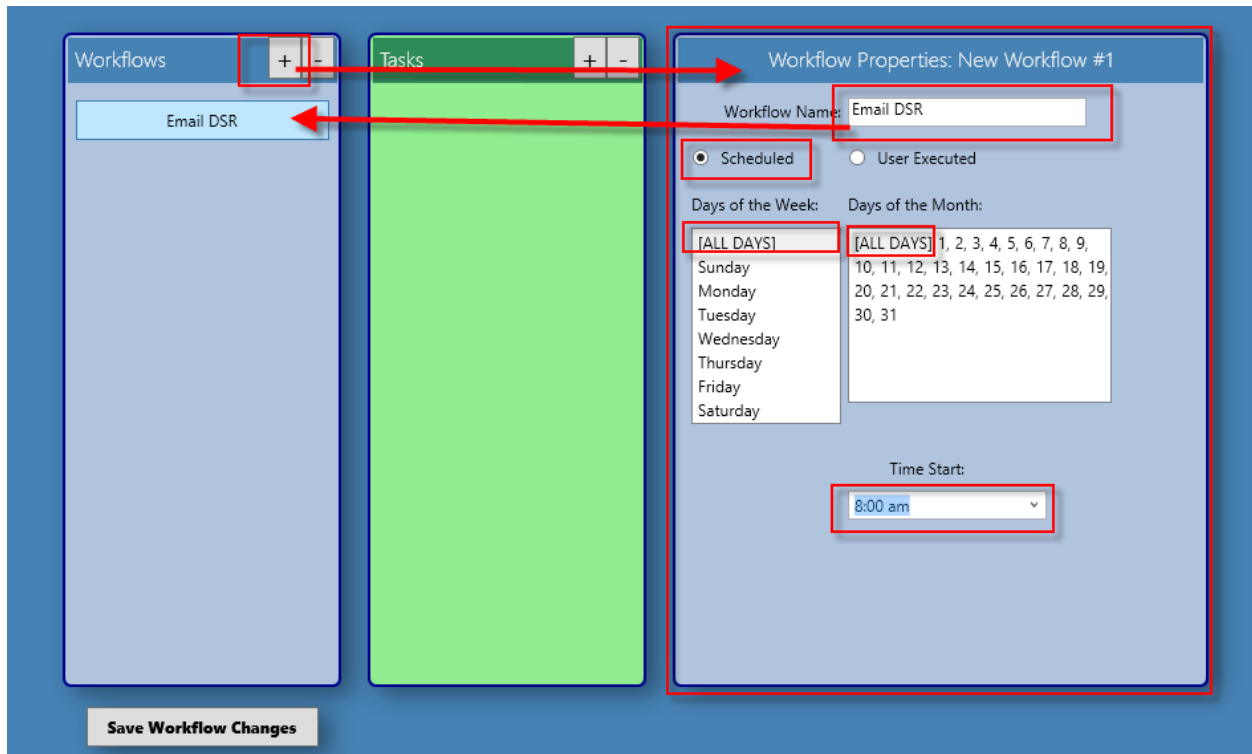 Workflows + -
Email DSR
Save Workflow Changes
Tasks + -
Workflow Properties: New Workflow #1
Workflow Name: Email DSR
Scheduled User Executed
Days of the Week: Days of the Month:
[ALL DAYS]
Sunday
Monday
Tuesday
Wednesday
Thursday
Friday
Saturday
[ALL DAYS] 1, 2, 3, 4, 5, 6, 7, 8, 9,
10, 11, 12, 13, 14, 15, 16, 17, 18, 19,
20, 21, 22, 23, 24, 25, 26, 27, 28, 29,
30, 31
Time Start:
8:00 am